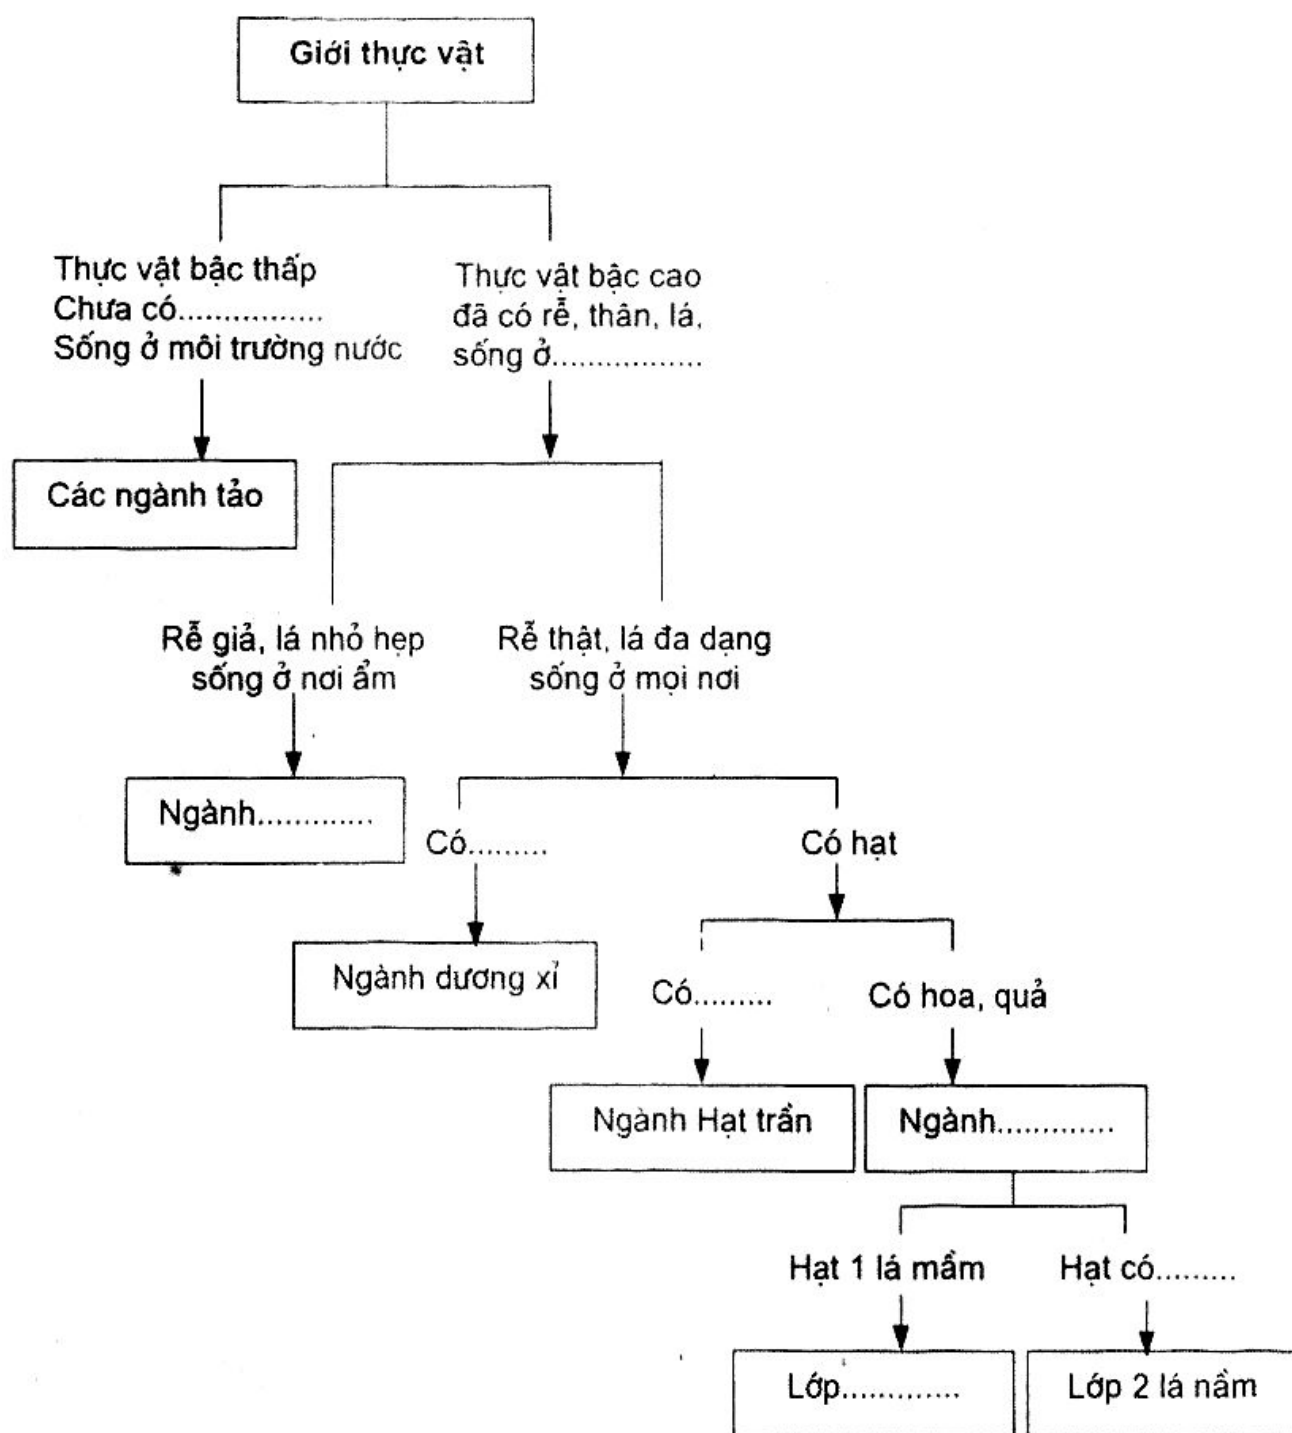 Giới thực vật
Thực vật bậc thấp
Chưa có................
Sống ở môi trường nước
Thực vật bậc cao
đã có rễ, thân, lá,
sống ở.................
Các ngành tảo
Rễ giả, lá nhỏ hẹp
sống ở nơi ẩm
Rễ thật, lá đa dạng
sống ở mọi nơi
Ngành.............
Có.........
Có hạt
Ngành dương xỉ
Có.........
Có hoa, quả
Ngành Hạt trần
Ngành.............
Hạt 1 lá mầm
Hạt có.........
Lớp.............
Lớp 2 lá nầm